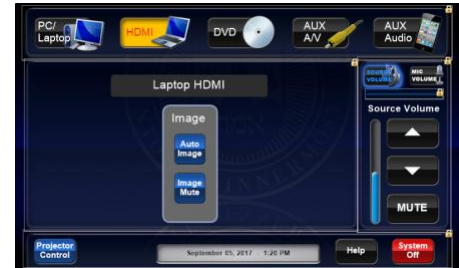 PC/
Laptop
HDMI
DVD
AUX
A/V
AUX
Audio
Laptop HDMI
Image
Auto
Image
Image
Mute
SOURCE
VOLUME
MIC
VOLUME
Source Volume
MUTE
Projector
Control
September 05, 2017 - 1:20 PM
Help
System
Off